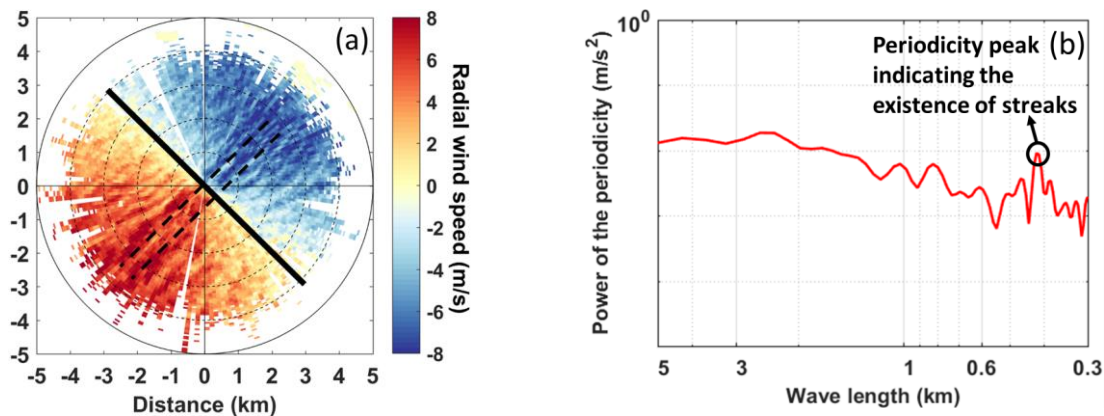 (a)
5
4
3
2
1
0
-1
-2
-3
-4
-5
-5 -4 -3 -2 -1 0 1 2 3 4 5
Distance (km)
8
6
4
2
0
-2
-4
-6
-8
Radial wind speed (m/s)
(b)
10⁰
Power of the periodicity (m/s²)
Periodicity peak
indicating the
existence of streaks
5 3 1 0.6 0.3
Wave length (km)